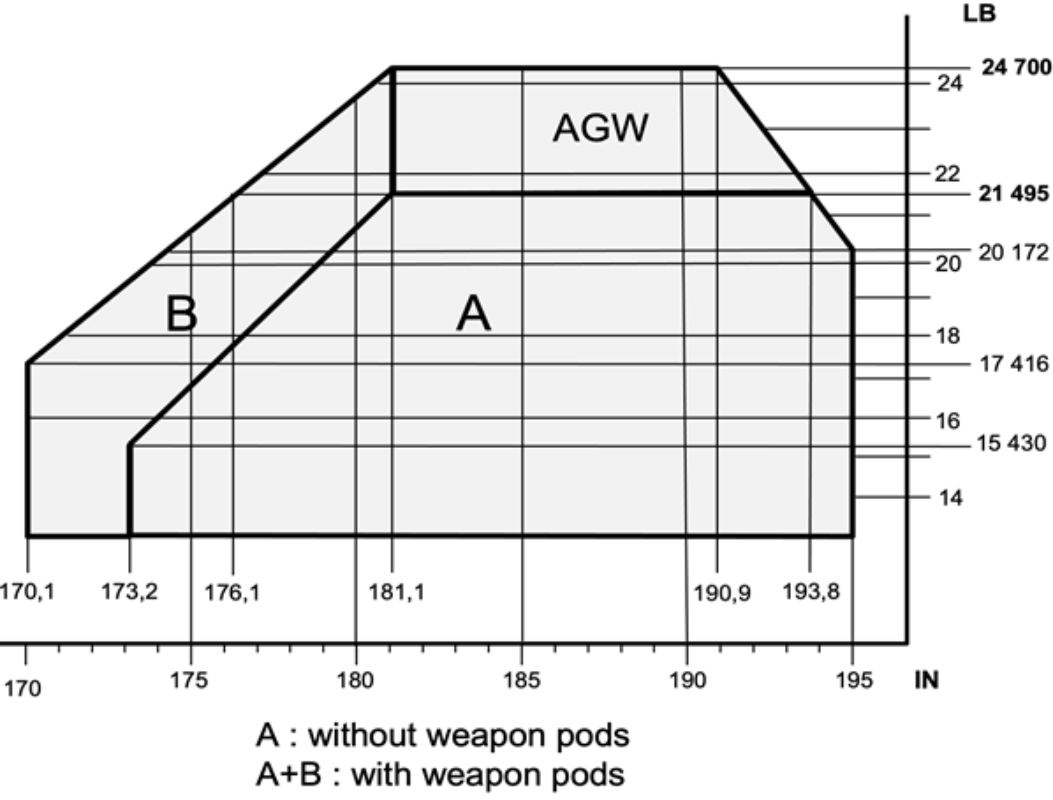 LB
24 700
24
AGW
22
21 495
20 172
20
B
A
18
17 416
16
15 430
14
170,1 173,2 176,1 181,1 190,9 193,8
170 175 180 185 190 195 IN
A : without weapon pods
A+B : with weapon pods